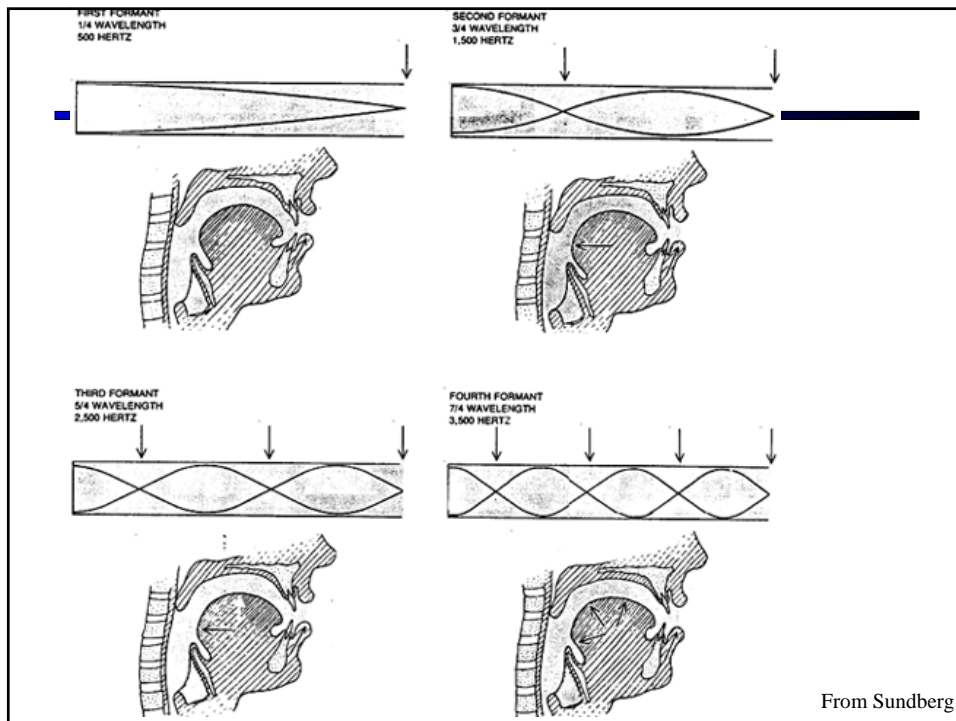 FIRST FORMANT
1/4 WAVELENGTH
500 HERTZ
SECOND FORMANT
3/4 WAVELENGTH
1,500 HERTZ
THIRD FORMANT
5/4 WAVELENGTH
2,500 HERTZ
FOURTH FORMANT
7/4 WAVELENGTH
3,500 HERTZ
From Sundberg